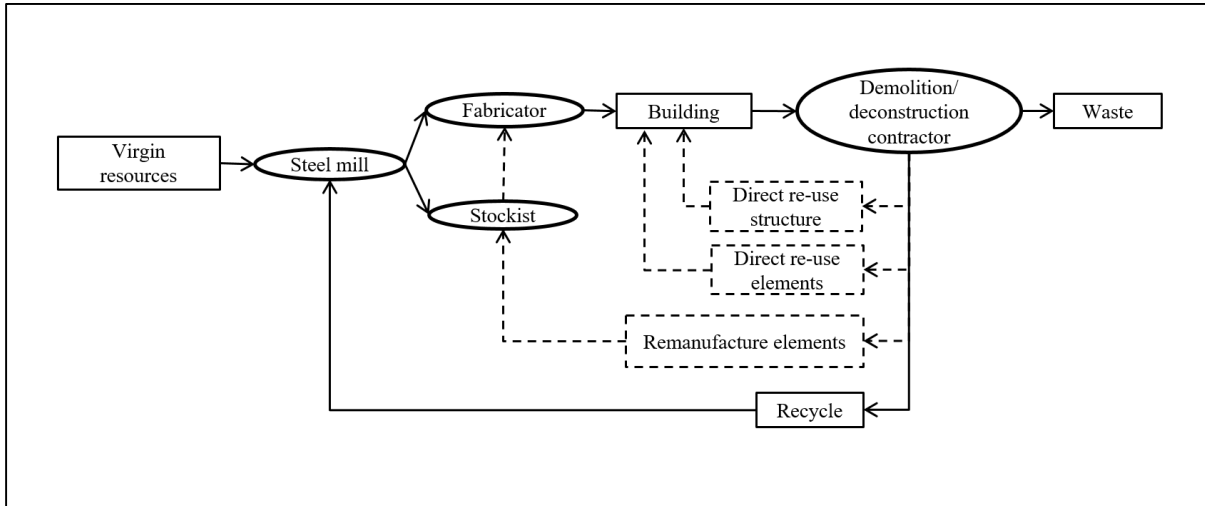 Virgin
resources
Steel mill
Fabricator
Stockist
Building
Demolition/
deconstruction
contractor
Waste
Direct re-use
structure
Direct re-use
elements
Remanufacture elements
Recycle